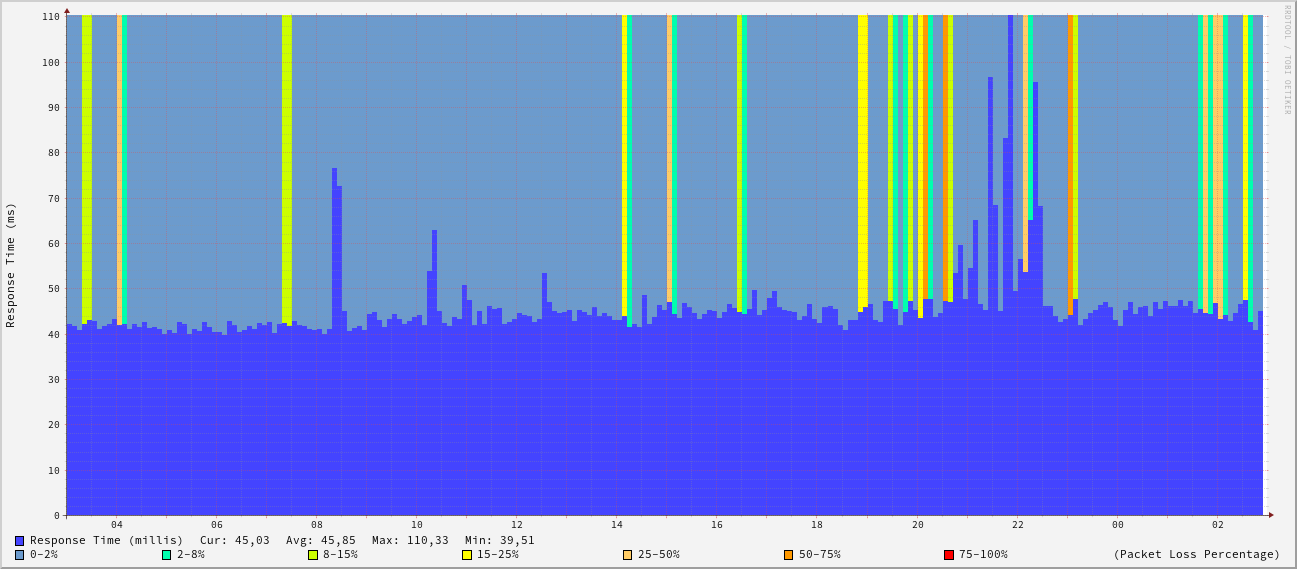 RRDTOOL / TOBI OETIKER
Response Time (ms)
110
100
90
80
70
60
50
40
30
20
10
0
04 06 08 10 12 14 16 18 20 22 00 02
Response Time (millis) Cur: 45,03 Avg: 45,85 Max: 110,33 Min: 39,51
0-2% 2-8% 8-15% 15-25% 25-50% 50-75% 75-100% (Packet Loss Percentage)